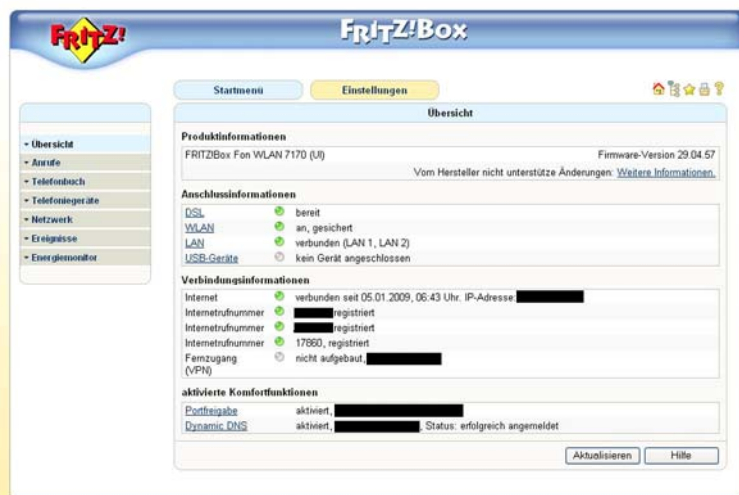 FRITZ!
FRITZ!Box
Startmenü
Einstellungen
Übersicht
Übersicht
Anrufe
Telefonbuch
Telefoniegeräte
Netzwerk
Ereignisse
Energiemonitor
Produktinformationen
FRITZ!Box Fon WLAN 7170 (UI) Firmware-Version 29.04.57
Vom Hersteller nicht unterstütze Änderungen: Weitere Informationen.
Anschlussinformationen
DSL bereit
WLAN an, gesichert
LAN verbunden (LAN 1, LAN 2)
USB-Geräte kein Gerät angeschlossen
Verbindungsinformationen
Internet verbunden seit 05.01.2009, 06:43 Uhr. IP-Adresse:
Internetrufnummer registriert
Internetrufnummer registriert
Internetrufnummer 17860, registriert
Fernzugang (VPN) nicht aufgebaut,
aktivierte Komfortfunktionen
Portfreigabe aktiviert,
Dynamic DNS aktiviert, , Status: erfolgreich angemeldet
Aktualisieren
Hilfe